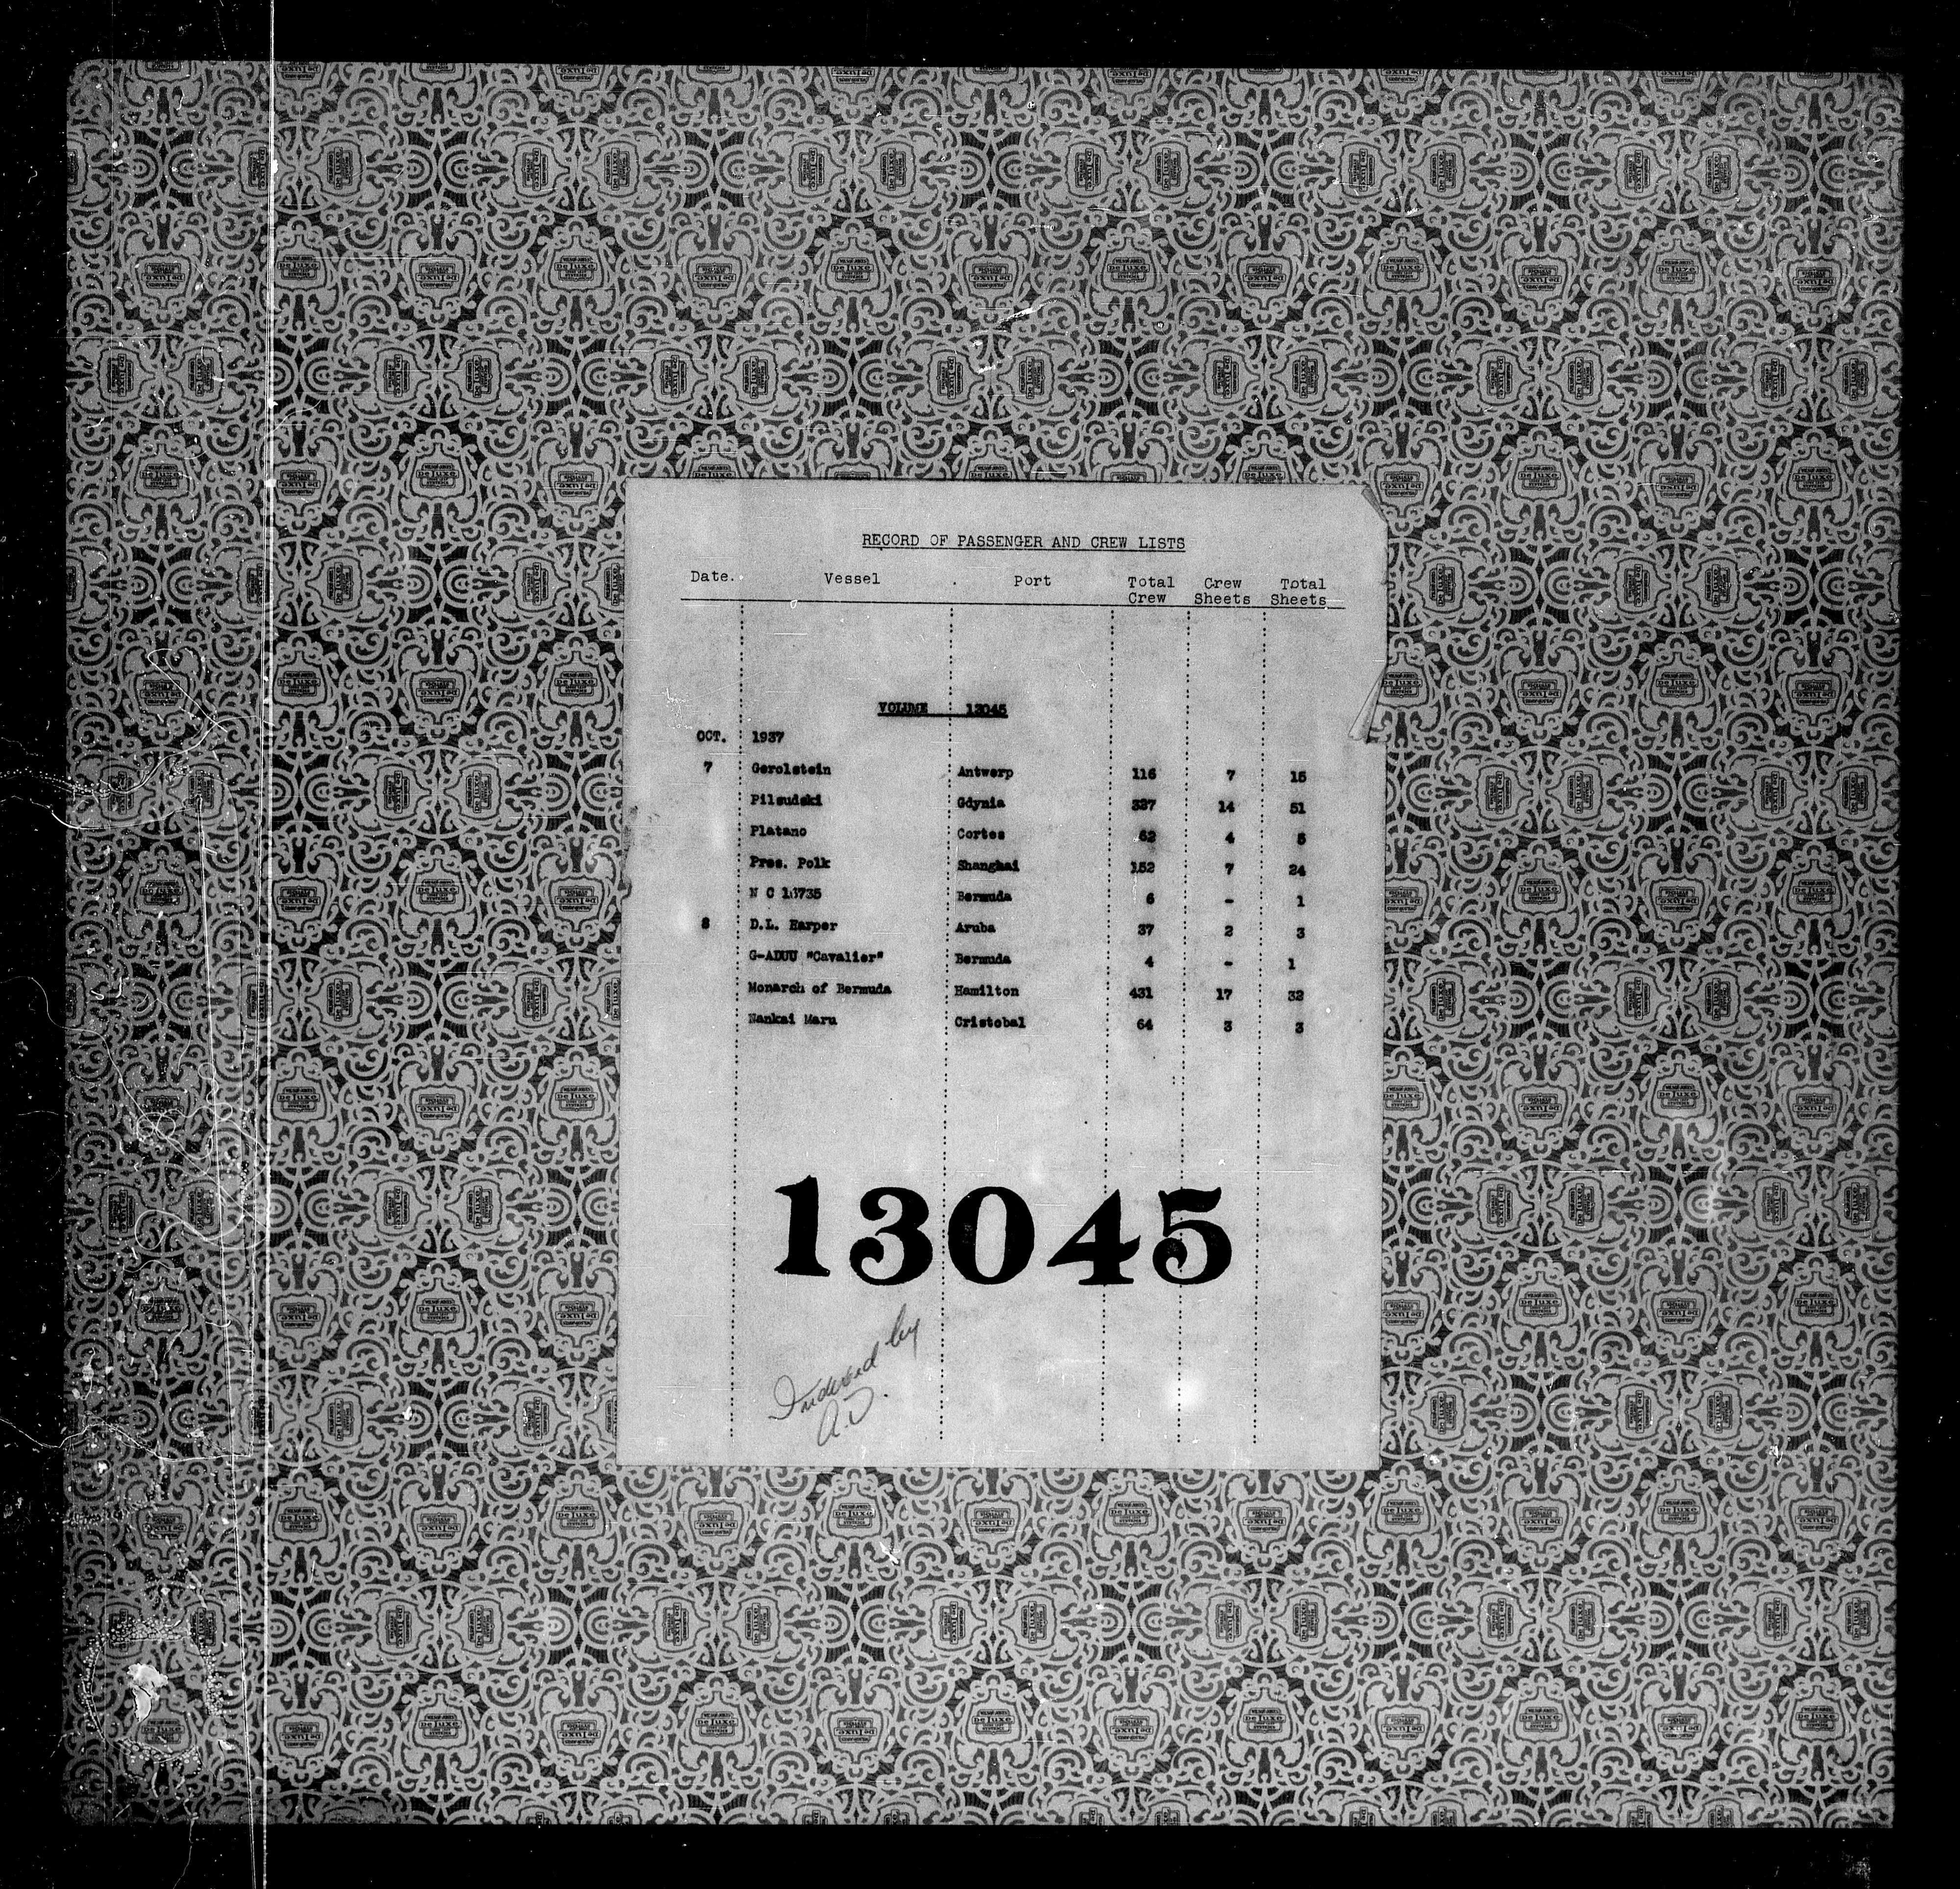 RECORD OF PASSENGER AND CREW LISTS
Date. Vessel Port Total Crew Crew Sheets Total Sheets
VOLUME 13045
OCT. 1937
7 Gerolstein Antwerp 116 7 15
Pilsudski Gdynia 327 14 51
Platano Cortes 62 4 5
Pres. Polk Shanghai 152 7 24
N C 16735 Bermuda 6 - 1
8 D.L. Harper Aruba 37 2 3
G-ADUU "Cavalier" Bermuda 4 - 1
Monarch of Bermuda Hamilton 431 17 32
Nankai Maru Cristobal 64 3 3
13045
Indexed by
A.D.
De Luxe